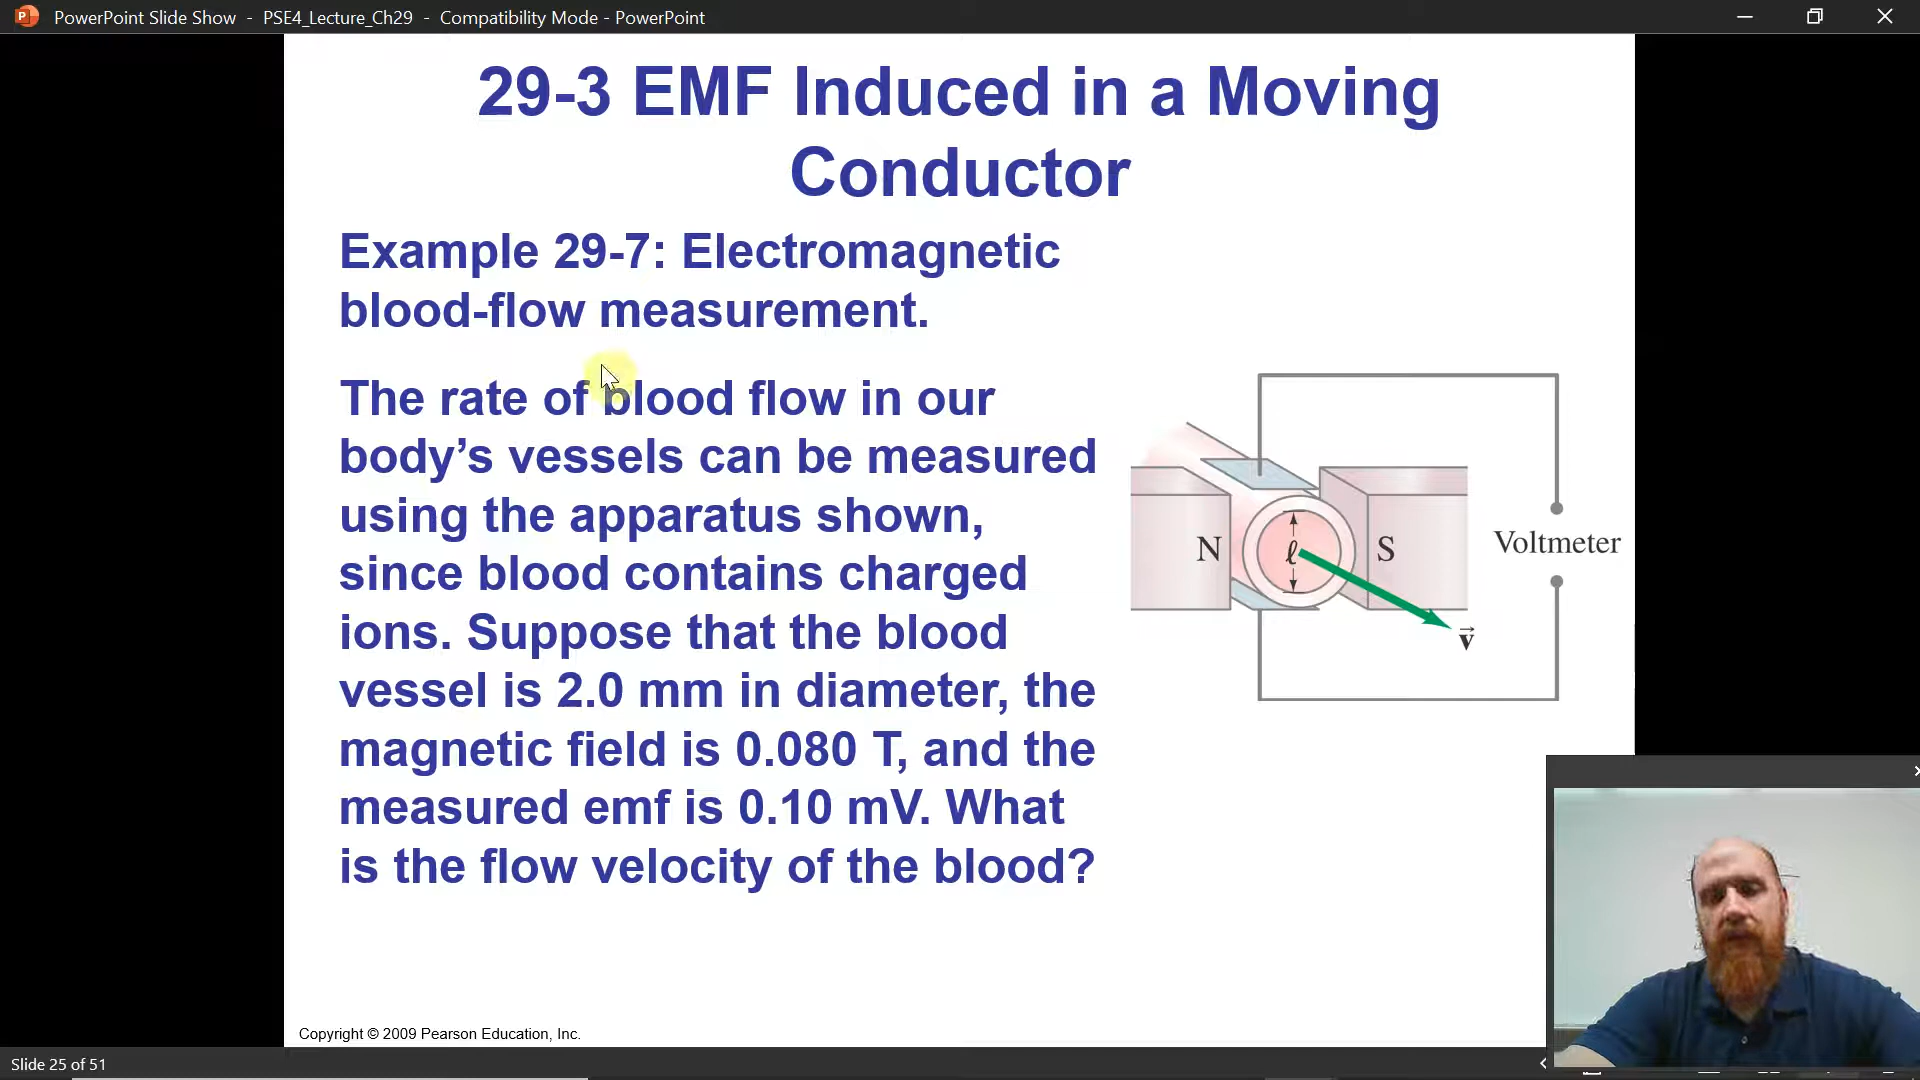 PowerPoint Slide Show - PSE4_Lecture_Ch29 - Compatibility Mode - PowerPoint
29-3 EMF Induced in a Moving
Conductor
Example 29-7: Electromagnetic
blood-flow measurement.
The rate of blood flow in our
body’s vessels can be measured
using the apparatus shown,
since blood contains charged
ions. Suppose that the blood
vessel is 2.0 mm in diameter, the
magnetic field is 0.080 T, and the
measured emf is 0.10 mV. What
is the flow velocity of the blood?
N
ℓ
S
Voltmeter
v⃗
Copyright © 2009 Pearson Education, Inc.
Slide 25 of 51